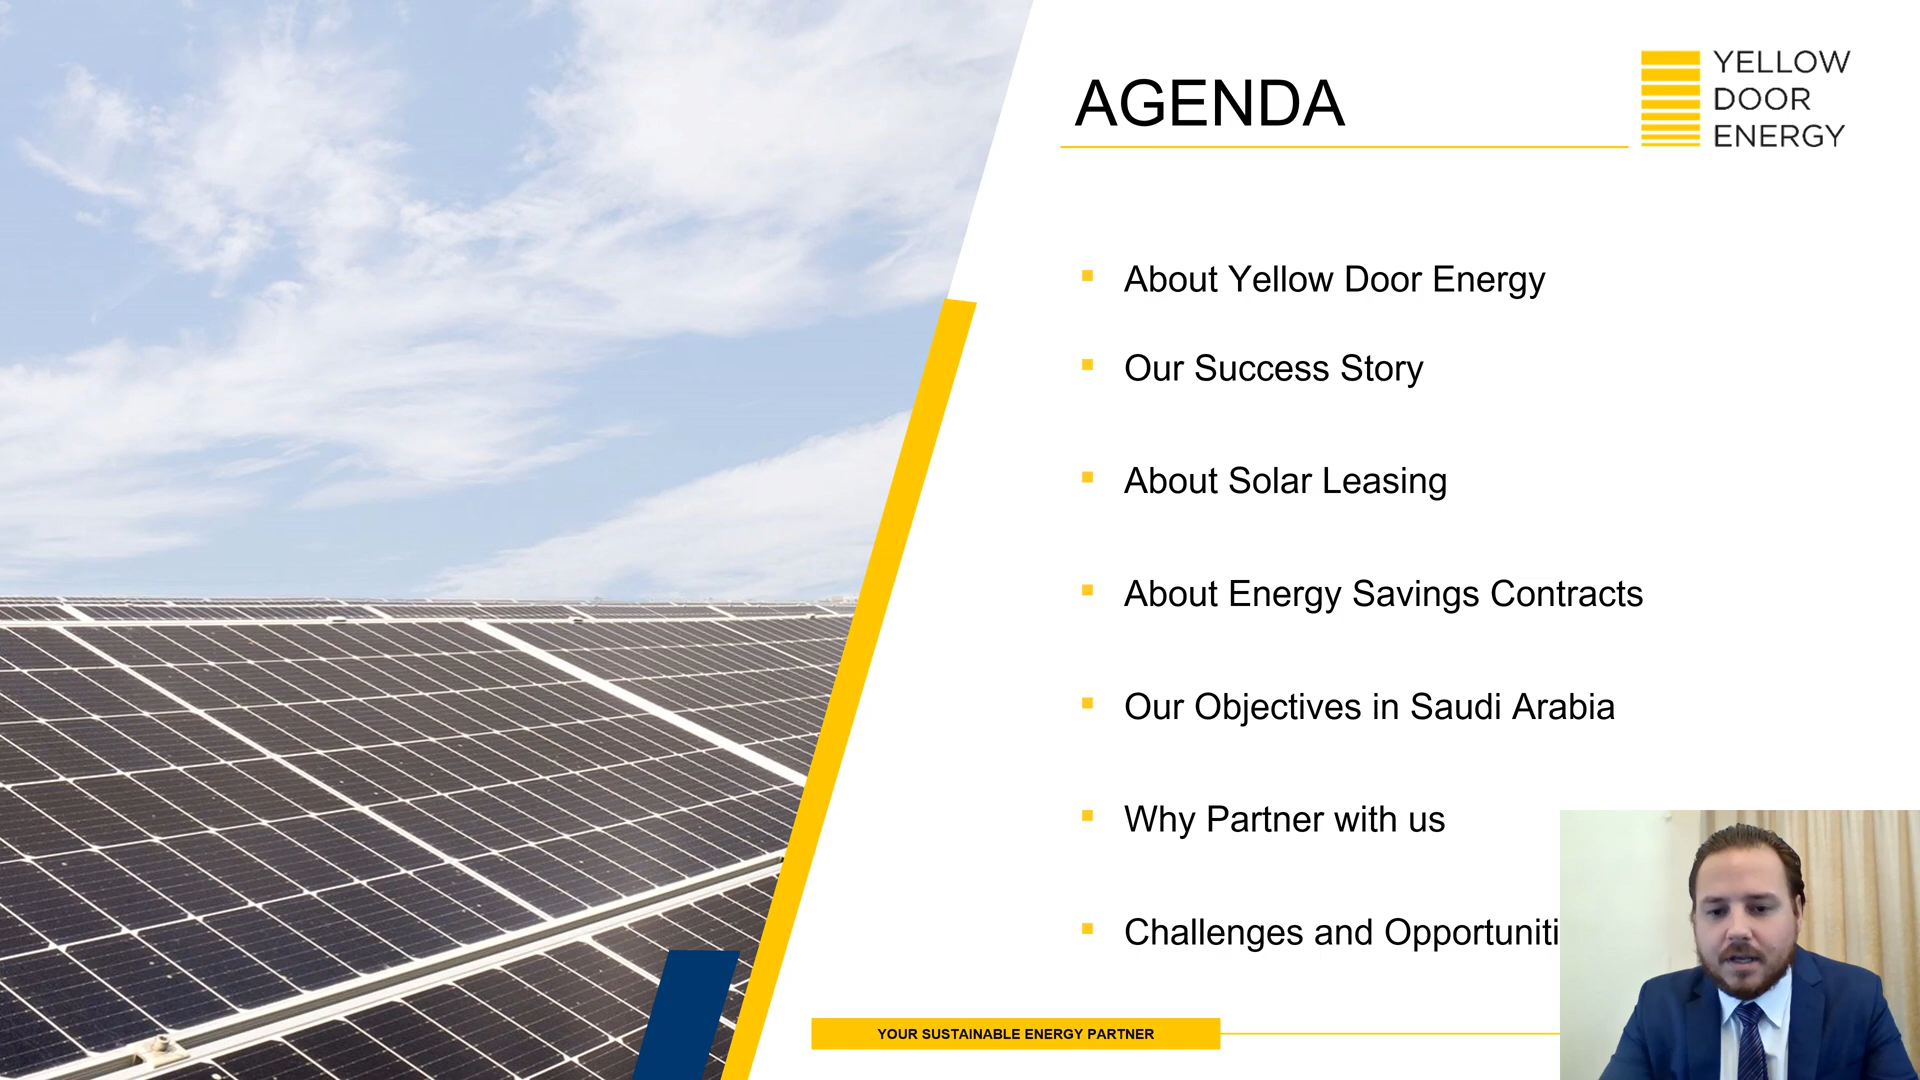 AGENDA
YELLOW
DOOR
ENERGY
About Yellow Door Energy
Our Success Story
About Solar Leasing
About Energy Savings Contracts
Our Objectives in Saudi Arabia
Why Partner with us
Challenges and Opportuniti
YOUR SUSTAINABLE ENERGY PARTNER